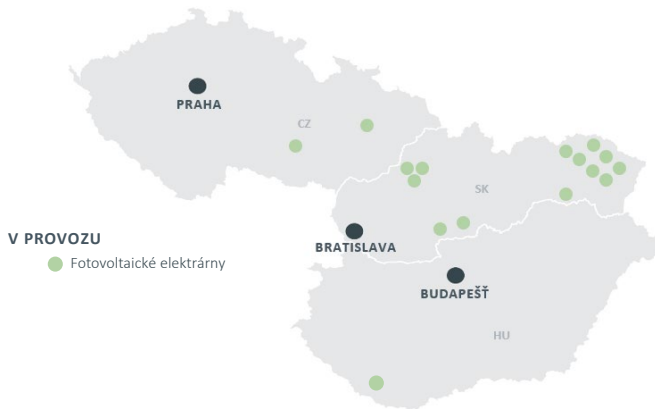 PRAHA
CZ
SK
V PROVOZU
Fotovoltaické elektrárny
BRATISLAVA
BUDAPEŠŤ
HU